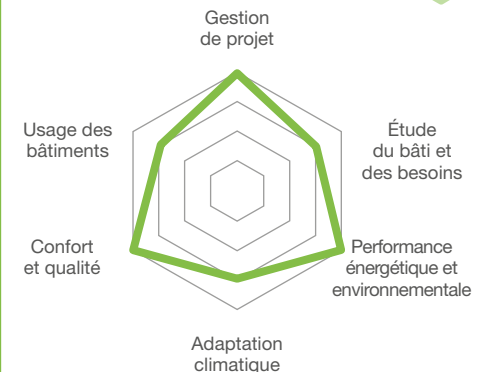 Gestion
de projet
Étude
du bâti et
des besoins
Performance
énergétique et
environnementale
Adaptation
climatique
Confort
et qualité
Usage des
bâtiments